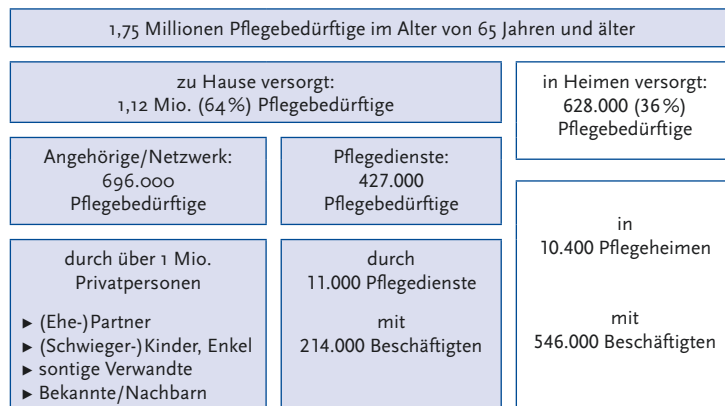 1,75 Millionen Pflegebedürftige im Alter von 65 Jahren und älter
zu Hause versorgt:
1,12 Mio. (64 %) Pflegebedürftige
in Heimen versorgt:
628.000 (36 %)
Pflegebedürftige
Angehörige/Netzwerk:
696.000
Pflegebedürftige
Pflegedienste:
427.000
Pflegebedürftige
durch über 1 Mio.
Privatpersonen
▶ (Ehe-)Partner
▶ (Schwieger-)Kinder, Enkel
▶ sontige Verwandte
▶ Bekannte/Nachbarn
durch
11.000 Pflegedienste
mit
214.000 Beschäftigten
in
10.400 Pflegeheimen
mit
546.000 Beschäftigten